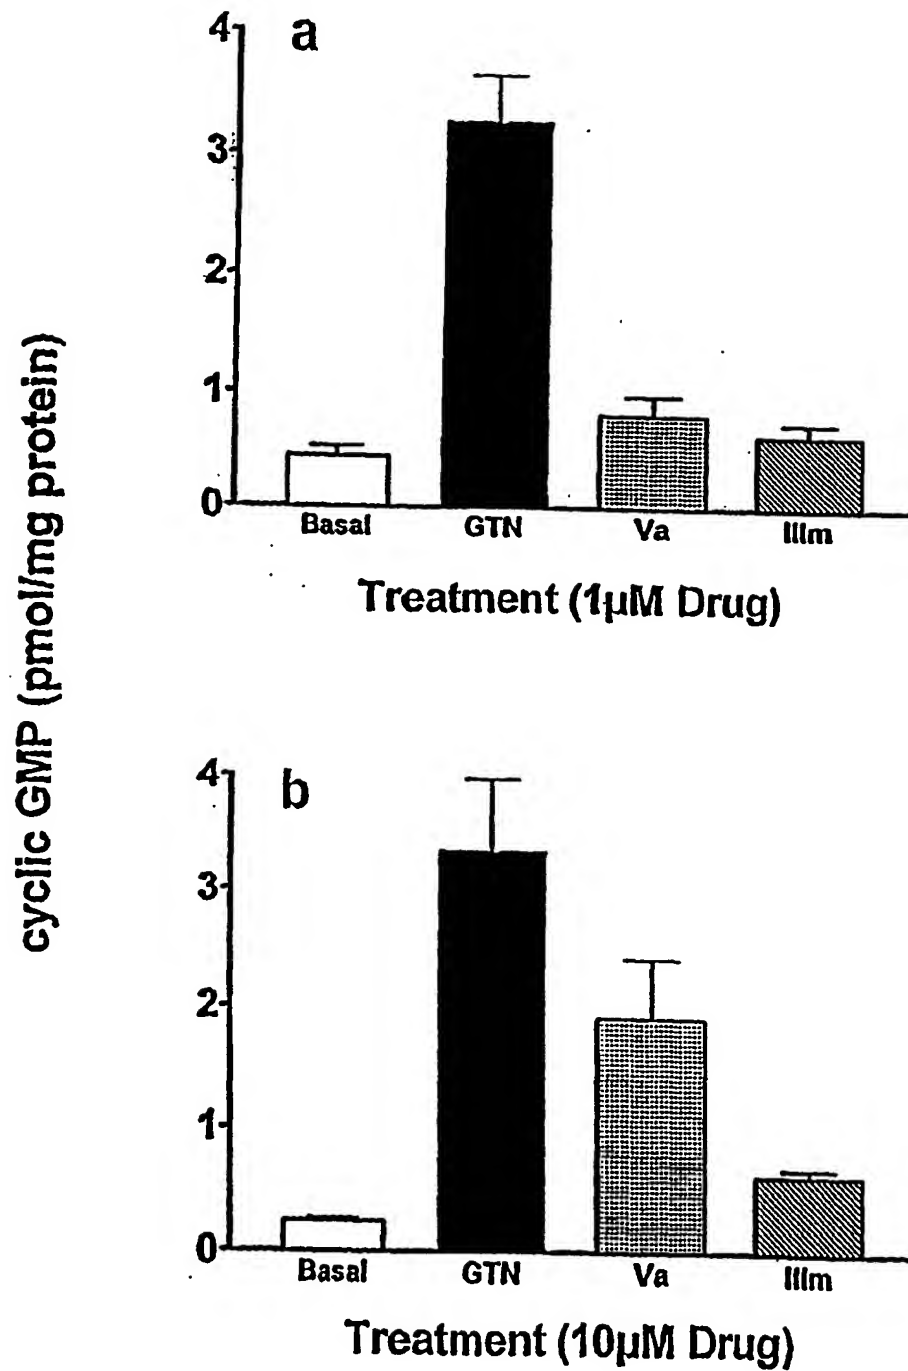 cyclic GMP (pmol/mg protein)
a
4
3
2
1
0
Basal GTN Va IIIm
Treatment (1µM Drug)
b
4
3
2
1
0
Basal GTN Va IIIm
Treatment (10µM Drug)